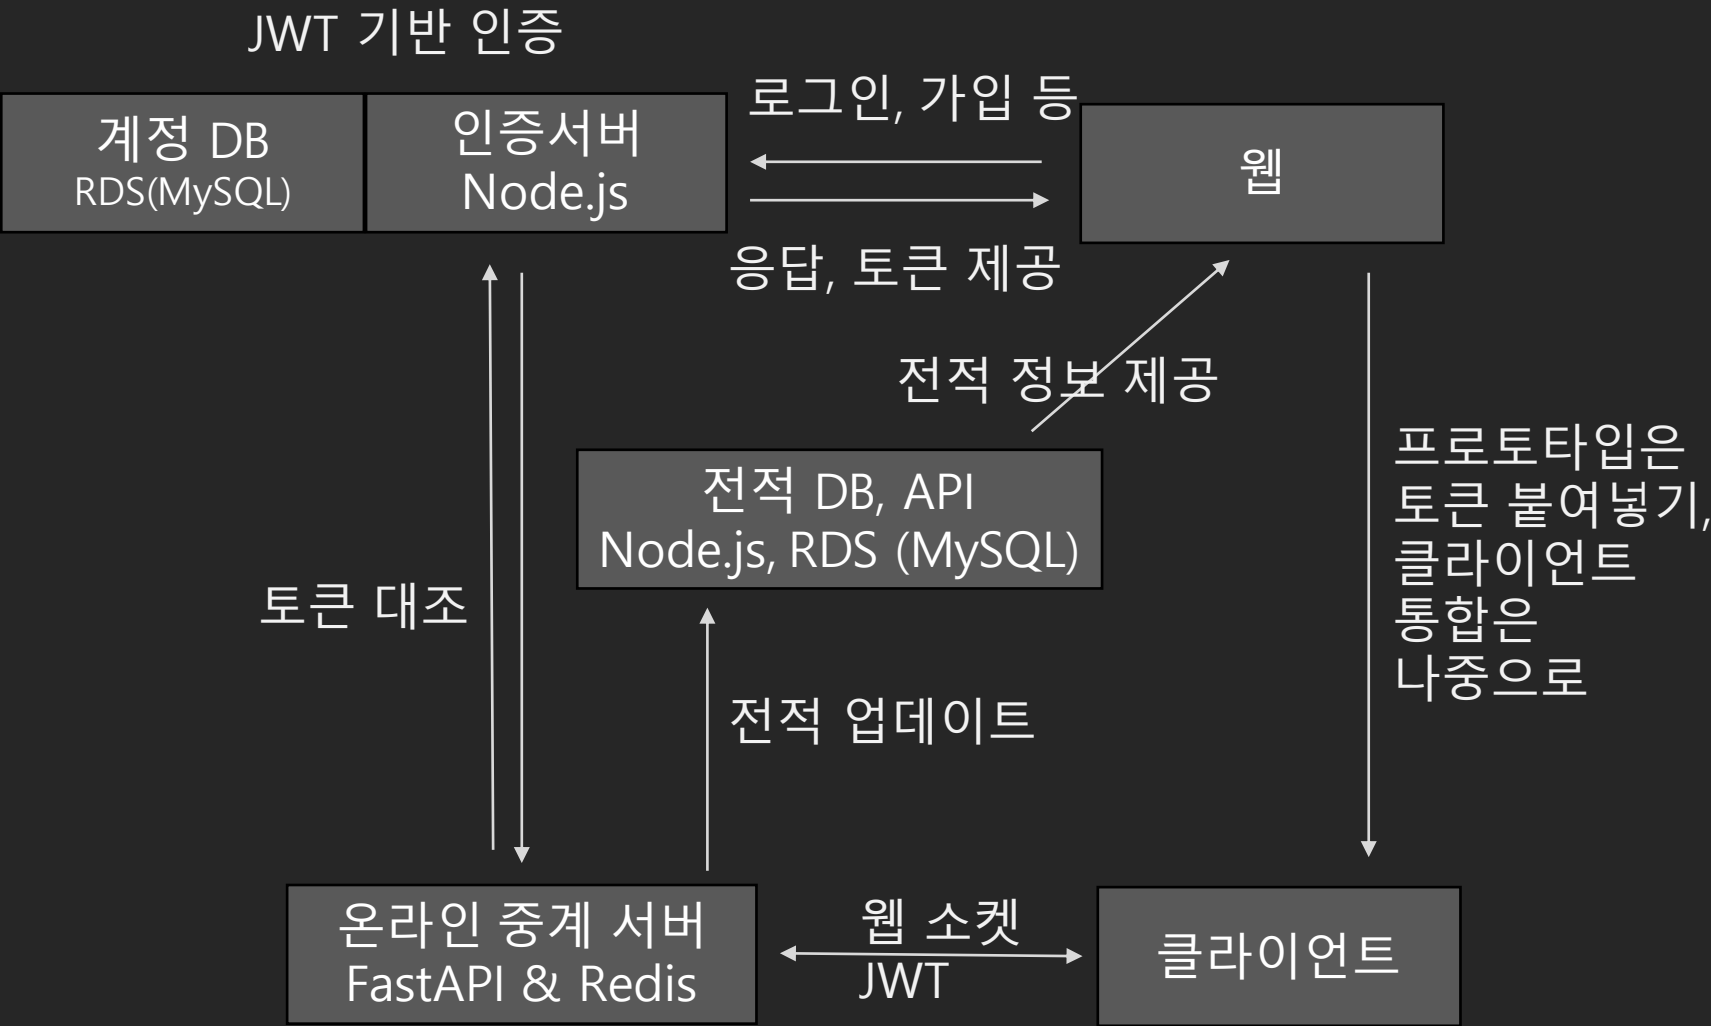 JWT 기반 인증
계정 DB
RDS(MySQL)
인증서버
Node.js
로그인, 가입 등
웹
응답, 토큰 제공
전적 정보 제공
전적 DB, API
Node.js, RDS (MySQL)
프로토타입은
토큰 붙여넣기,
클라이언트
통합은
나중으로
토큰 대조
전적 업데이트
온라인 중계 서버
FastAPI & Redis
웹 소켓
JWT
클라이언트